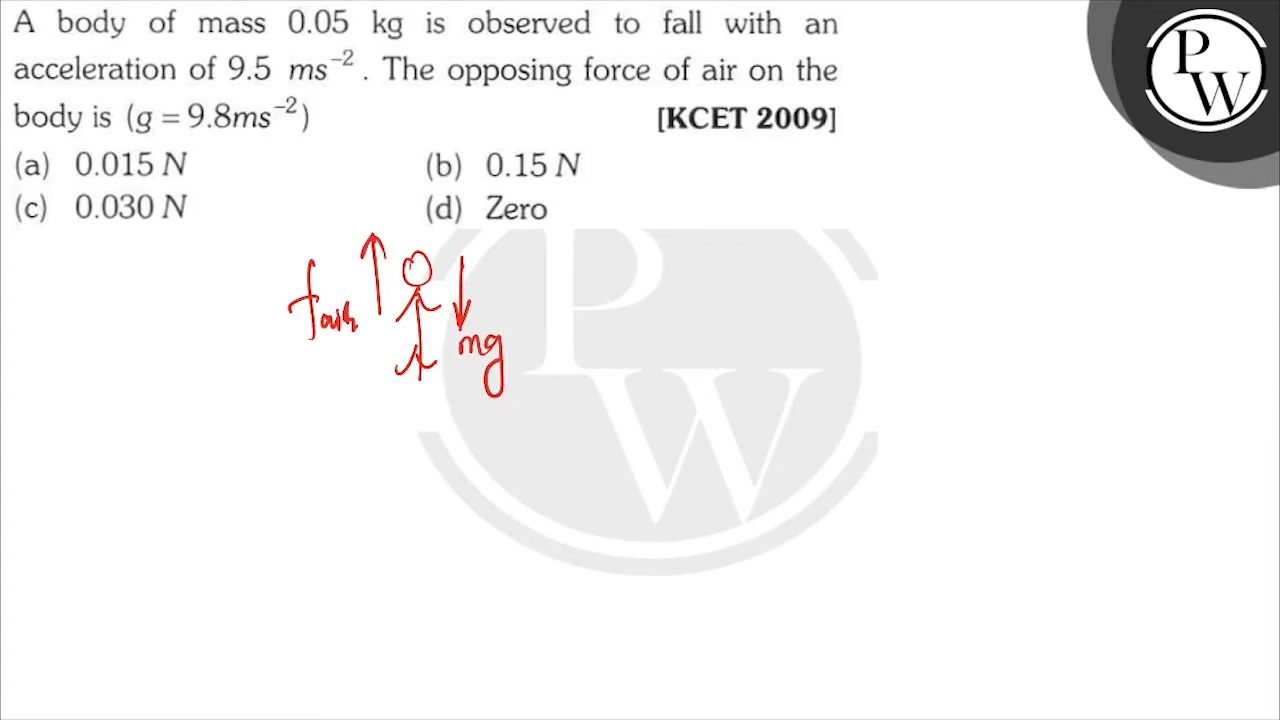 A body of mass 0.05 kg is observed to fall with an
acceleration of 9.5 ms⁻². The opposing force of air on the
body is (g = 9.8ms⁻²) [KCET 2009]
(a) 0.015 N (b) 0.15 N
(c) 0.030 N (d) Zero
fair
mg
P
W
P
W